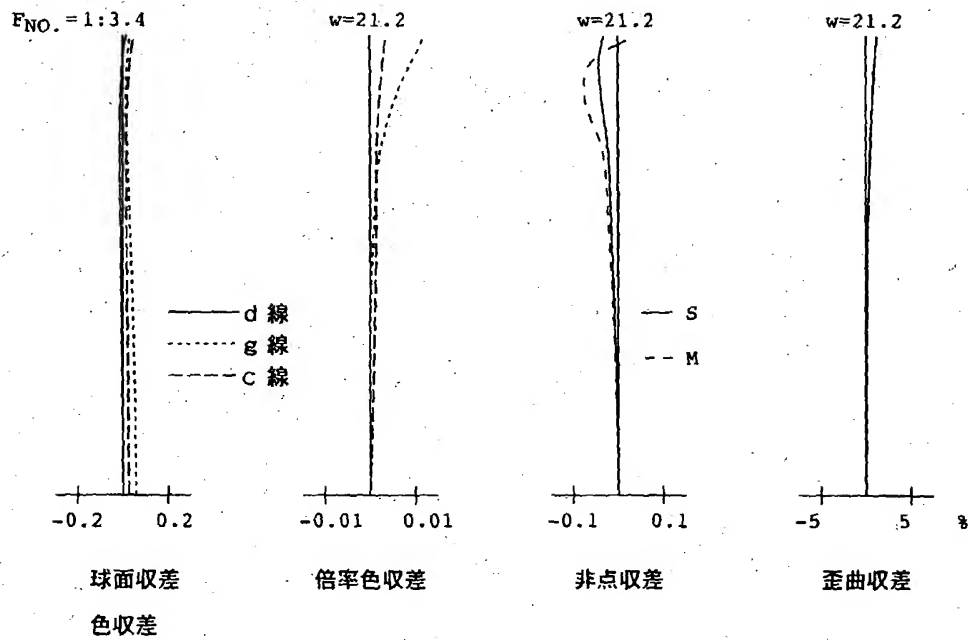 FNO.=1:3.4 w=21.2 w=21.2 w=21.2
d 線
g 線
C 線
S
M
-0.2 0.2 -0.01 0.01 -0.1 0.1 -5 5 %
球面収差 倍率色収差 非点収差 歪曲収差
色収差